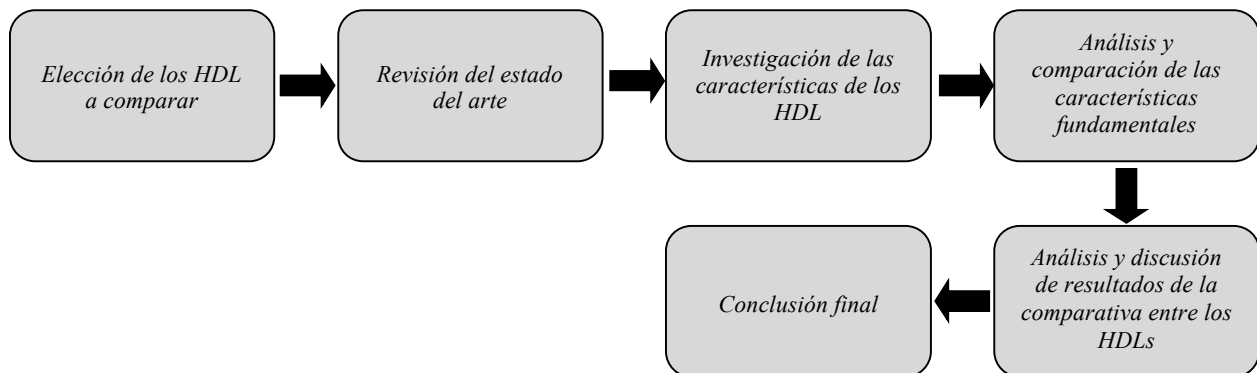 Elección de los HDL
a comparar
Revisión del estado
del arte
Investigación de las
características de los
HDL
Análisis y
comparación de las
características
fundamentales
Análisis y discusión
de resultados de la
comparativa entre los
HDLs
Conclusión final